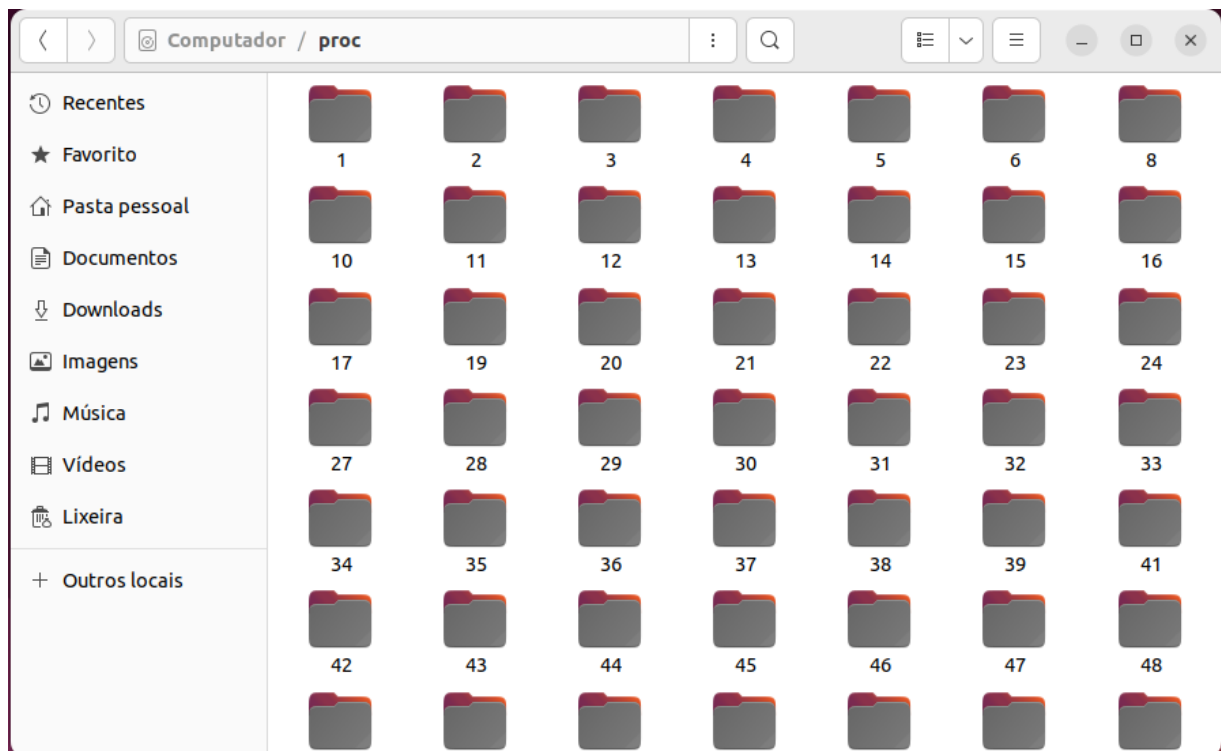 Computador / proc
Recentes
Favorito
Pasta pessoal
Documentos
Downloads
Imagens
Música
Vídeos
Lixeira
+ Outros locais
1 2 3 4 5 6 8
10 11 12 13 14 15 16
17 19 20 21 22 23 24
27 28 29 30 31 32 33
34 35 36 37 38 39 41
42 43 44 45 46 47 48